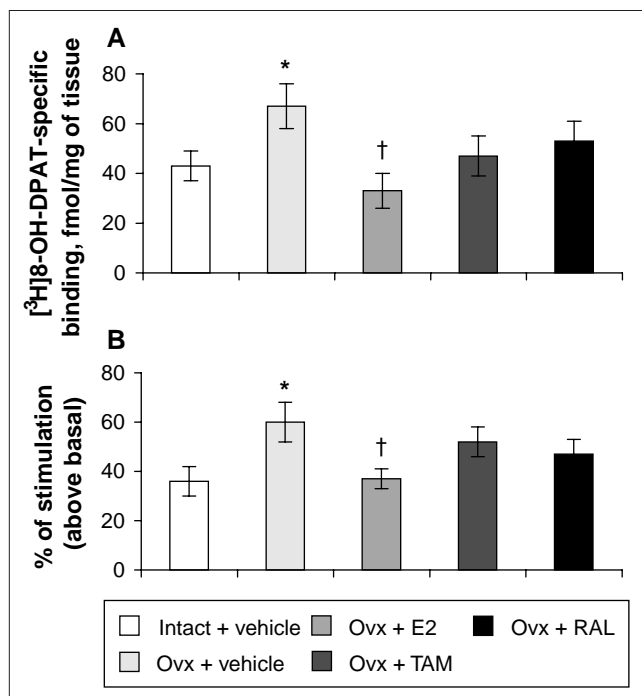 A
[³H]8-OH-DPAT-specific
binding, fmol/mg of tissue
80
60
40
20
0
*
†
B
% of stimulation
(above basal)
80
60
40
20
0
*
†
Intact + vehicle
Ovx + E2
Ovx + RAL
Ovx + vehicle
Ovx + TAM